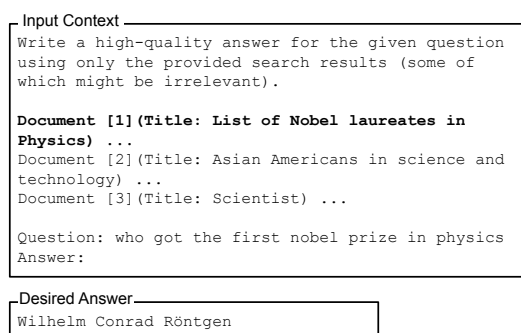 Input Context
Write a high-quality answer for the given question
using only the provided search results (some of
which might be irrelevant).
Document [1](Title: List of Nobel laureates in
Physics) ...
Document [2](Title: Asian Americans in science and
technology) ...
Document [3](Title: Scientist) ...
Question: who got the first nobel prize in physics
Answer:
Desired Answer
Wilhelm Conrad Röntgen